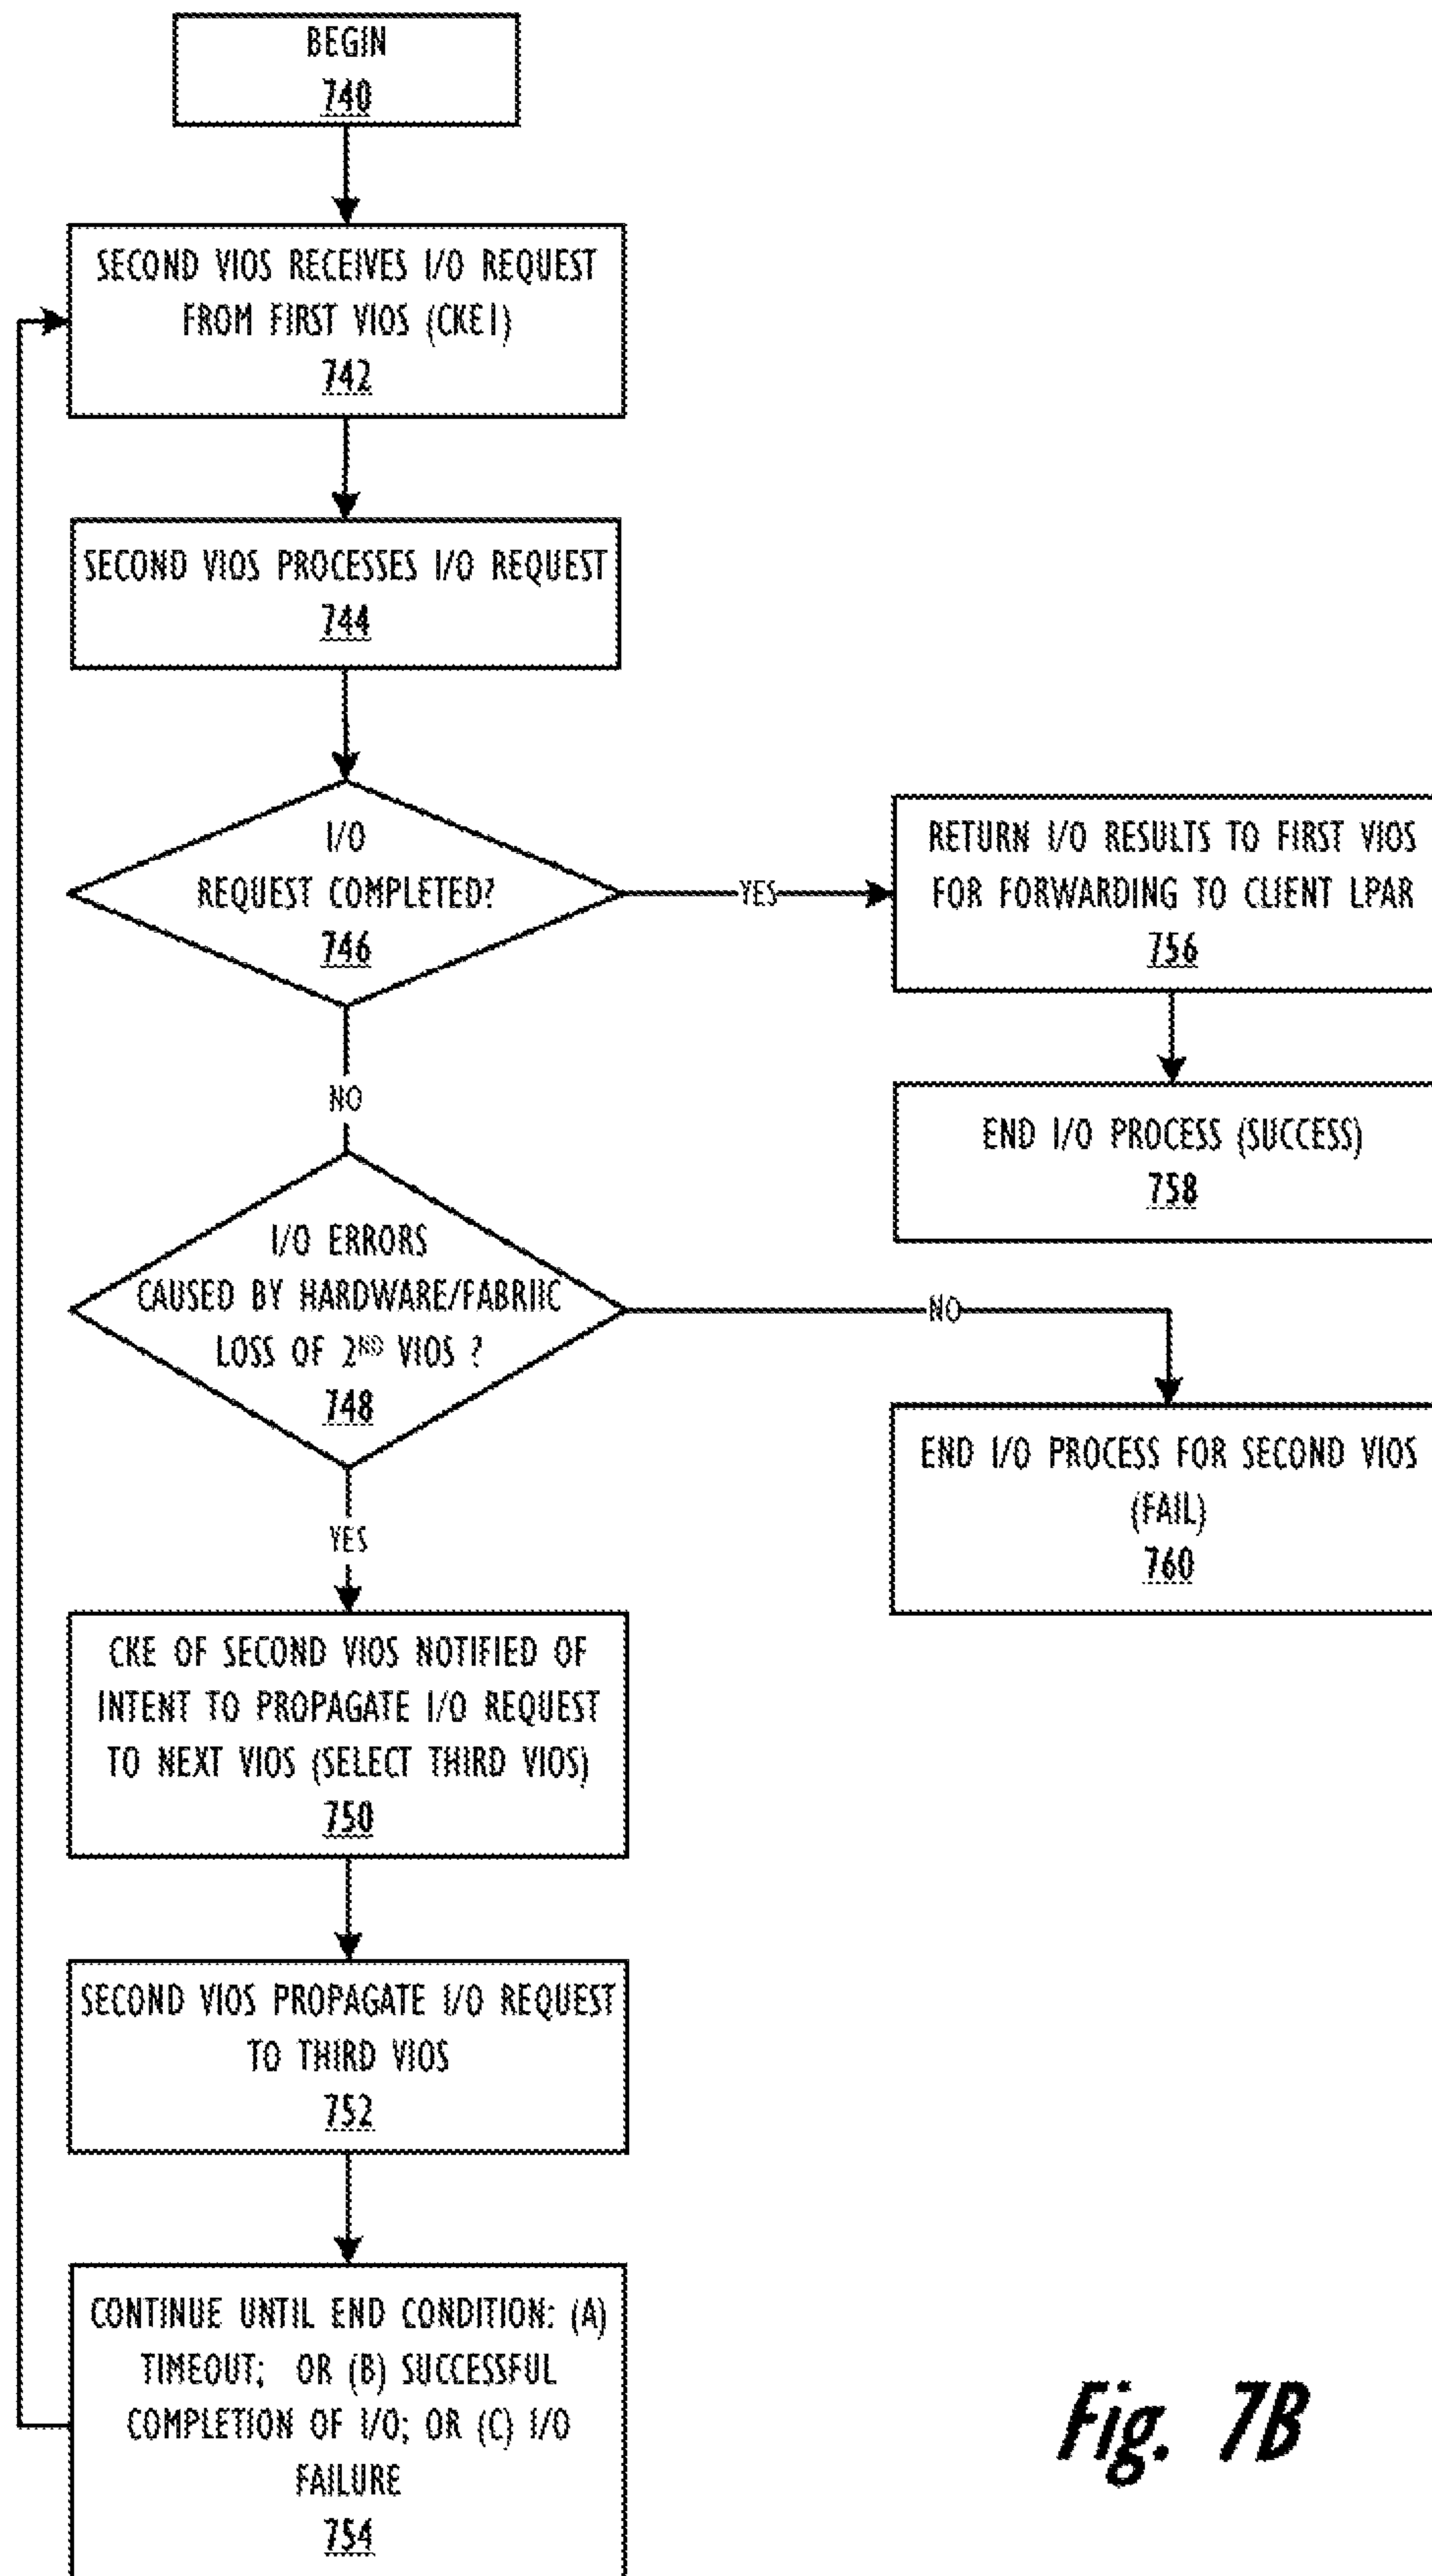 BEGIN
740
SECOND VIOS RECEIVES I/O REQUEST
FROM FIRST VIOS (CKE1)
742
SECOND VIOS PROCESSES I/O REQUEST
744
I/O
REQUEST COMPLETED?
746
YES
RETURN I/O RESULTS TO FIRST VIOS
FOR FORWARDING TO CLIENT LPAR
756
NO
END I/O PROCESS (SUCCESS)
758
I/O ERRORS
CAUSED BY HARDWARE/FABRIIC
LOSS OF 2ND VIOS ?
748
NO
END I/O PROCESS FOR SECOND VIOS
(FAIL)
760
YES
CKE OF SECOND VIOS NOTIFIED OF
INTENT TO PROPAGATE I/O REQUEST
TO NEXT VIOS (SELECT THIRD VIOS)
750
SECOND VIOS PROPAGATE I/O REQUEST
TO THIRD VIOS
752
CONTINUE UNTIL END CONDITION: (A)
TIMEOUT; OR (B) SUCCESSFUL
COMPLETION OF I/O; OR (C) I/O
FAILURE
754
Fig. 7B